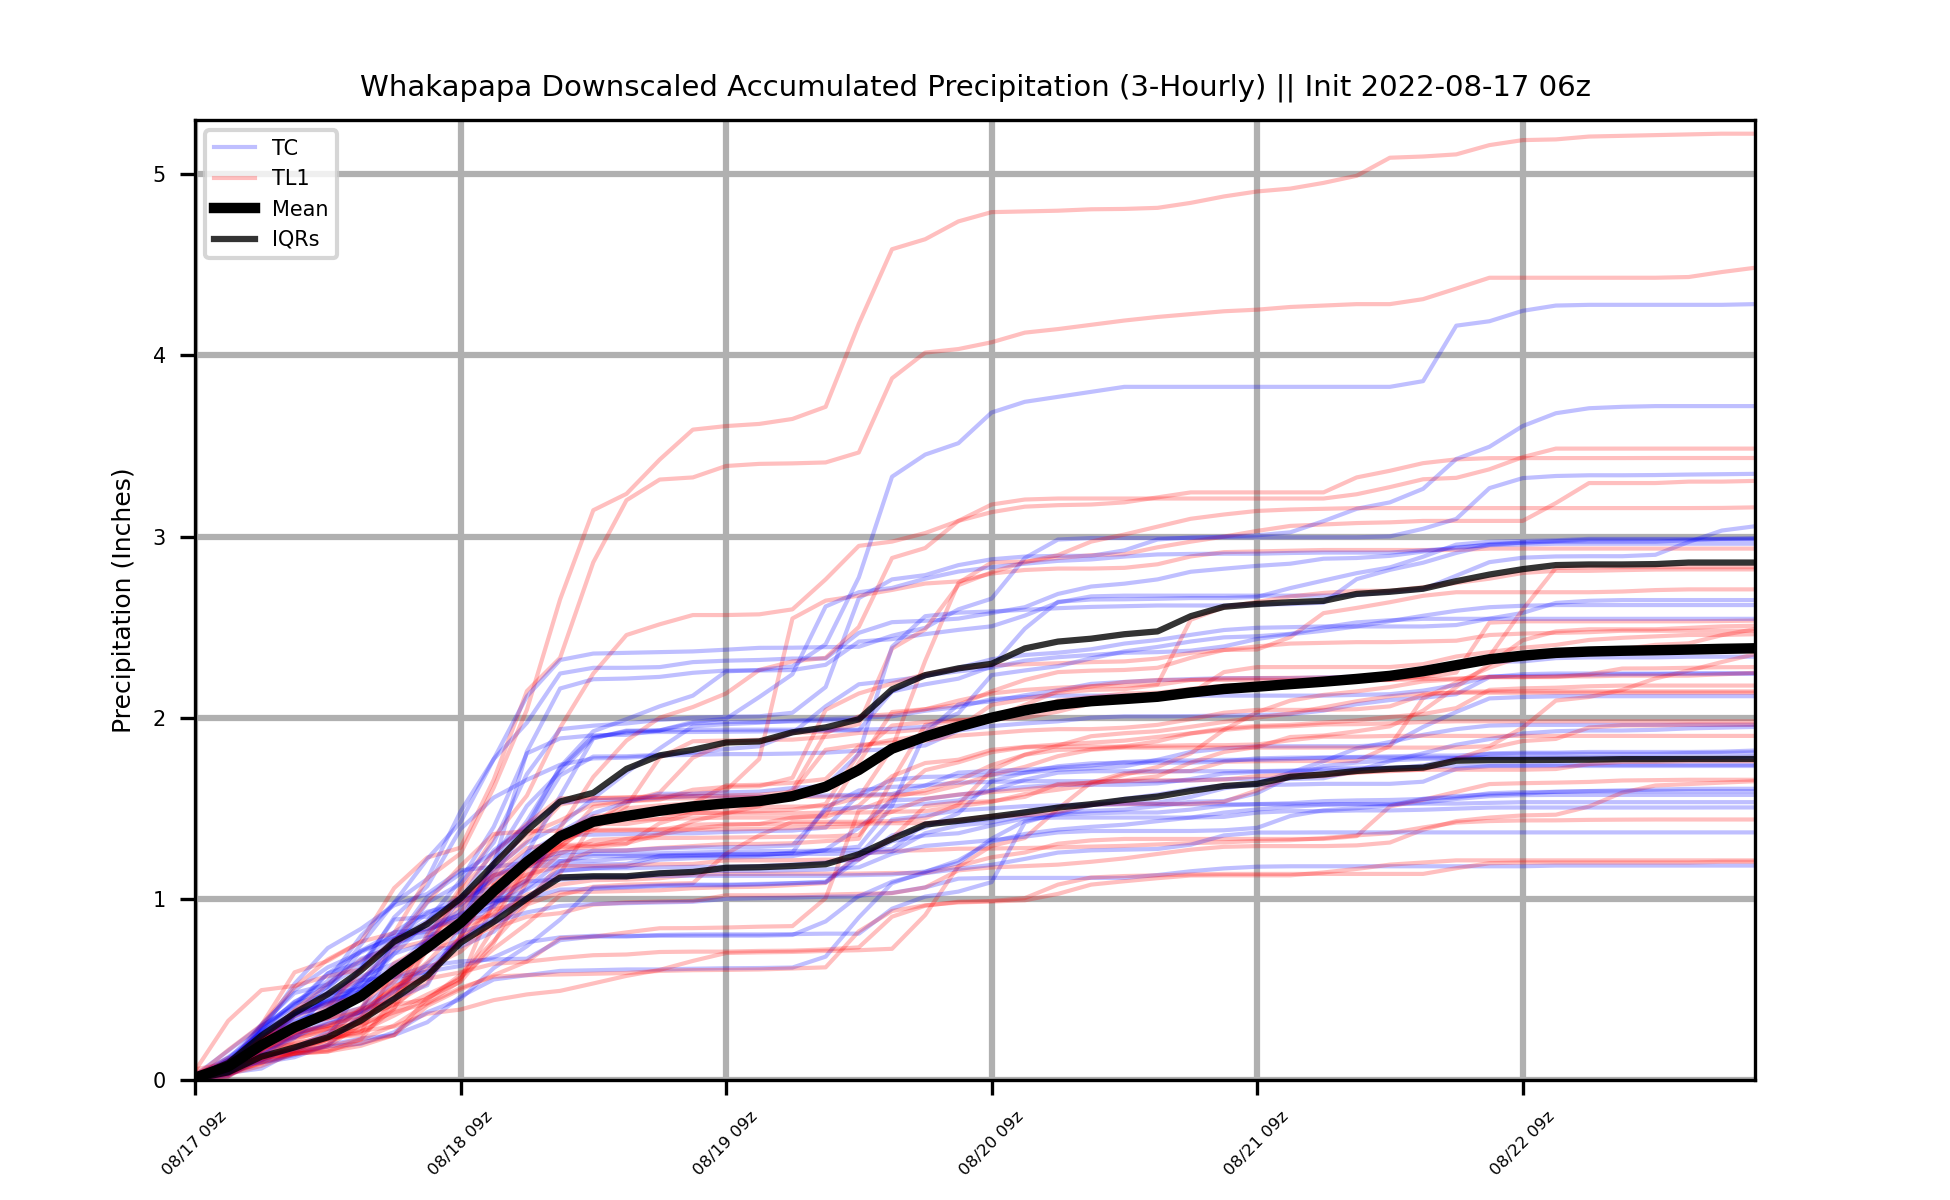 Whakapapa Downscaled Accumulated Precipitation (3-Hourly) || Init 2022-08-17 06z
TC
TL1
Mean
IQRs
Precipitation (Inches)
5
4
3
2
1
0
08/17 09z
08/18 09z
08/19 09z
08/20 09z
08/21 09z
08/22 09z